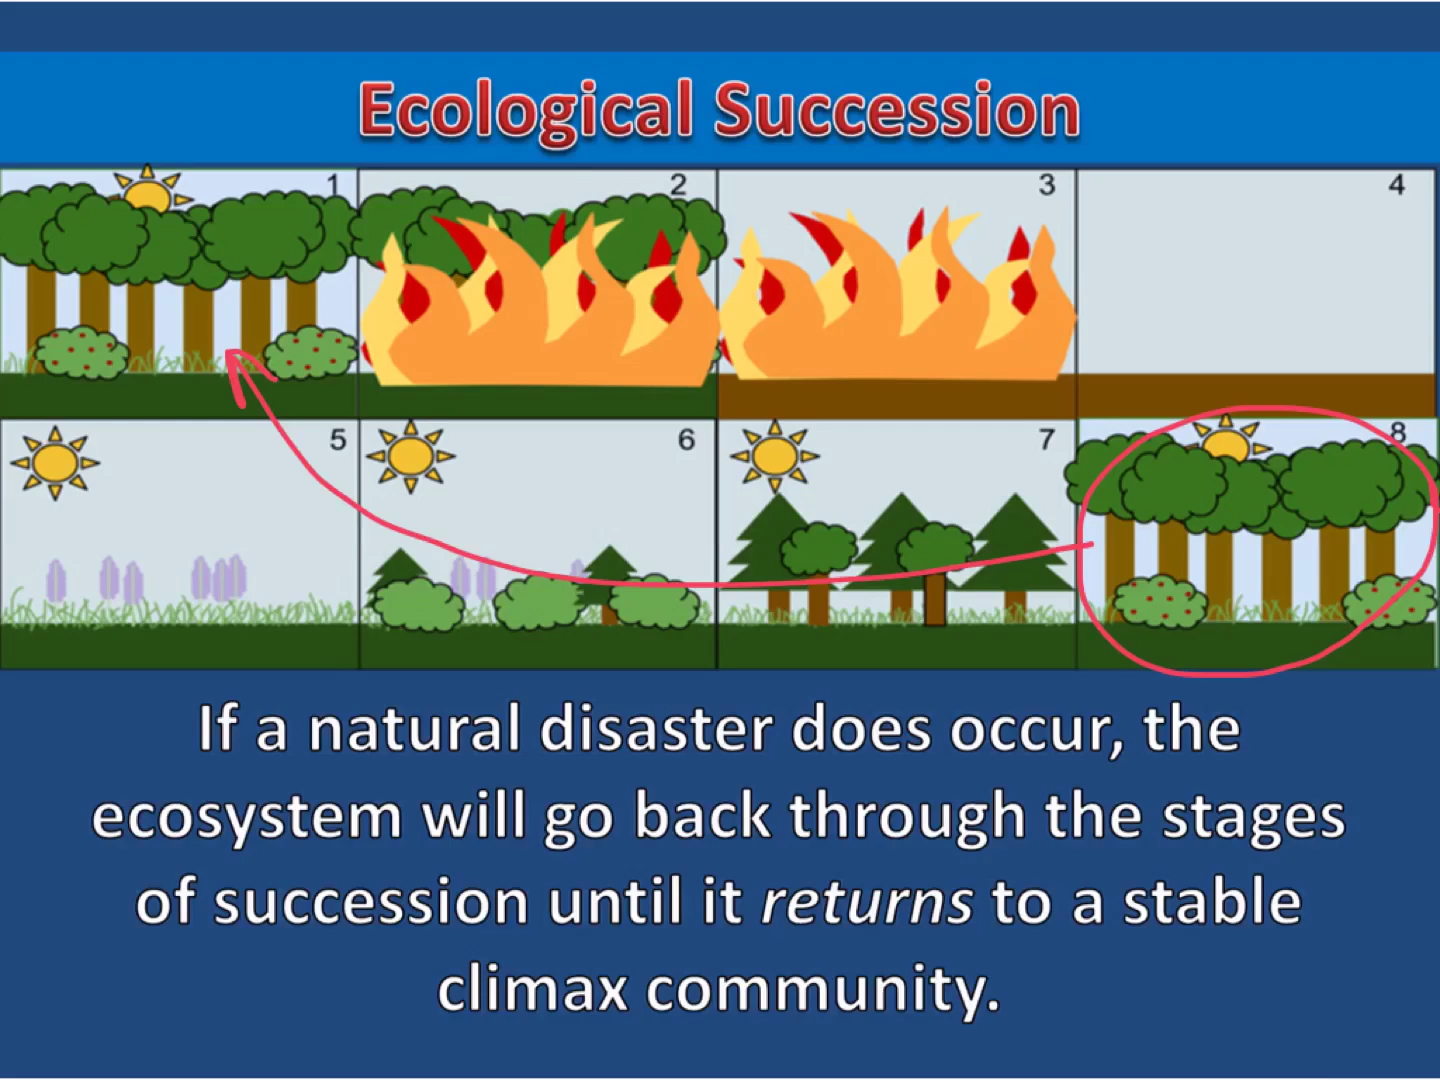 Ecological Succession
1 2 3 4
5 6 7 8
If a natural disaster does occur, the
ecosystem will go back through the stages
of succession until it returns to a stable
climax community.